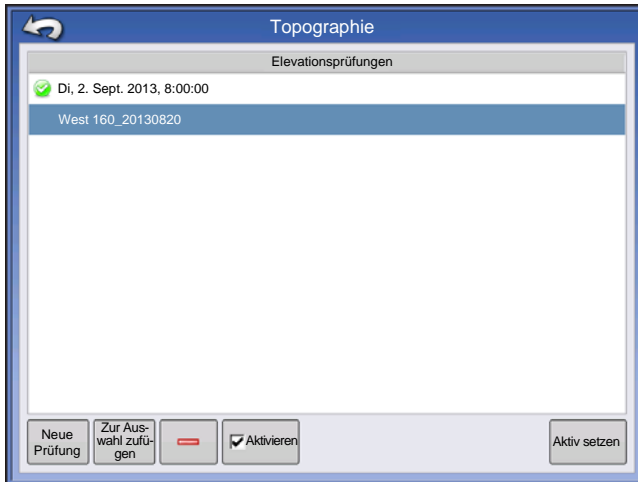 Topographie
Elevationsprüfungen
Di, 2. Sept. 2013, 8:00:00
West 160_20130820
Neue
Prüfung
Zur Aus-
wahl zufü-
gen
Aktivieren
Aktiv setzen